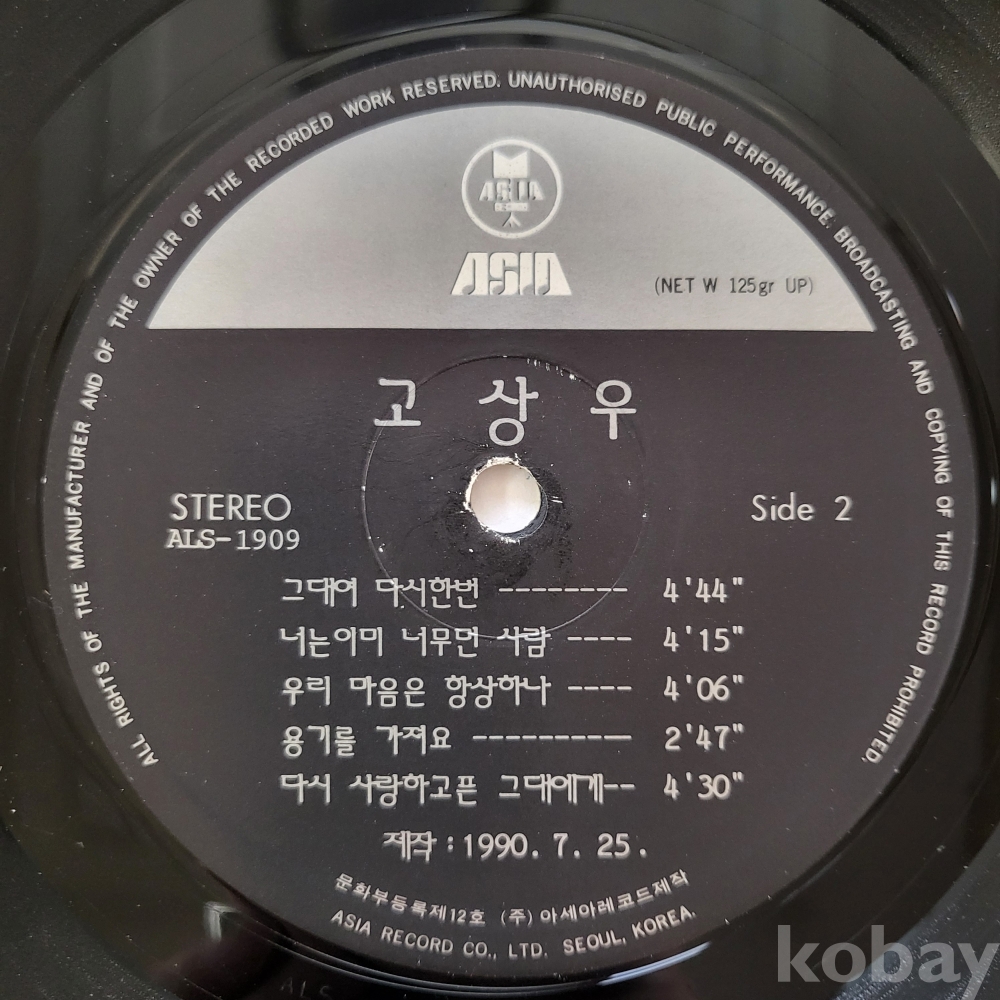 ALL RIGHTS OF THE MANUFACTURER AND OF THE OWNER OF THE RECORDED WORK RESERVED. UNAUTHORISED PUBLIC PERFORMANCE. BROADCASTING AND COPYING OF THIS RECORD PROHIBITED.
ASIA
ASIA
(NET W 125gr UP)
고 상 우
STEREO
ALS-1909
Side 2
그대여 다시한번 -------- 4'44"
너는이미 너무먼 사람 ---- 4'15"
우리 마음은 항상하나 ---- 4'06"
용기를 가져요 ---------- 2'47"
다시 사랑하고픈 그대에게-- 4'30"
제작 : 1990. 7. 25.
문화부등록제12호 (주) 아세아레코드제작
ASIA RECORD CO., LTD. SEOUL, KOREA.
ALS
kobay